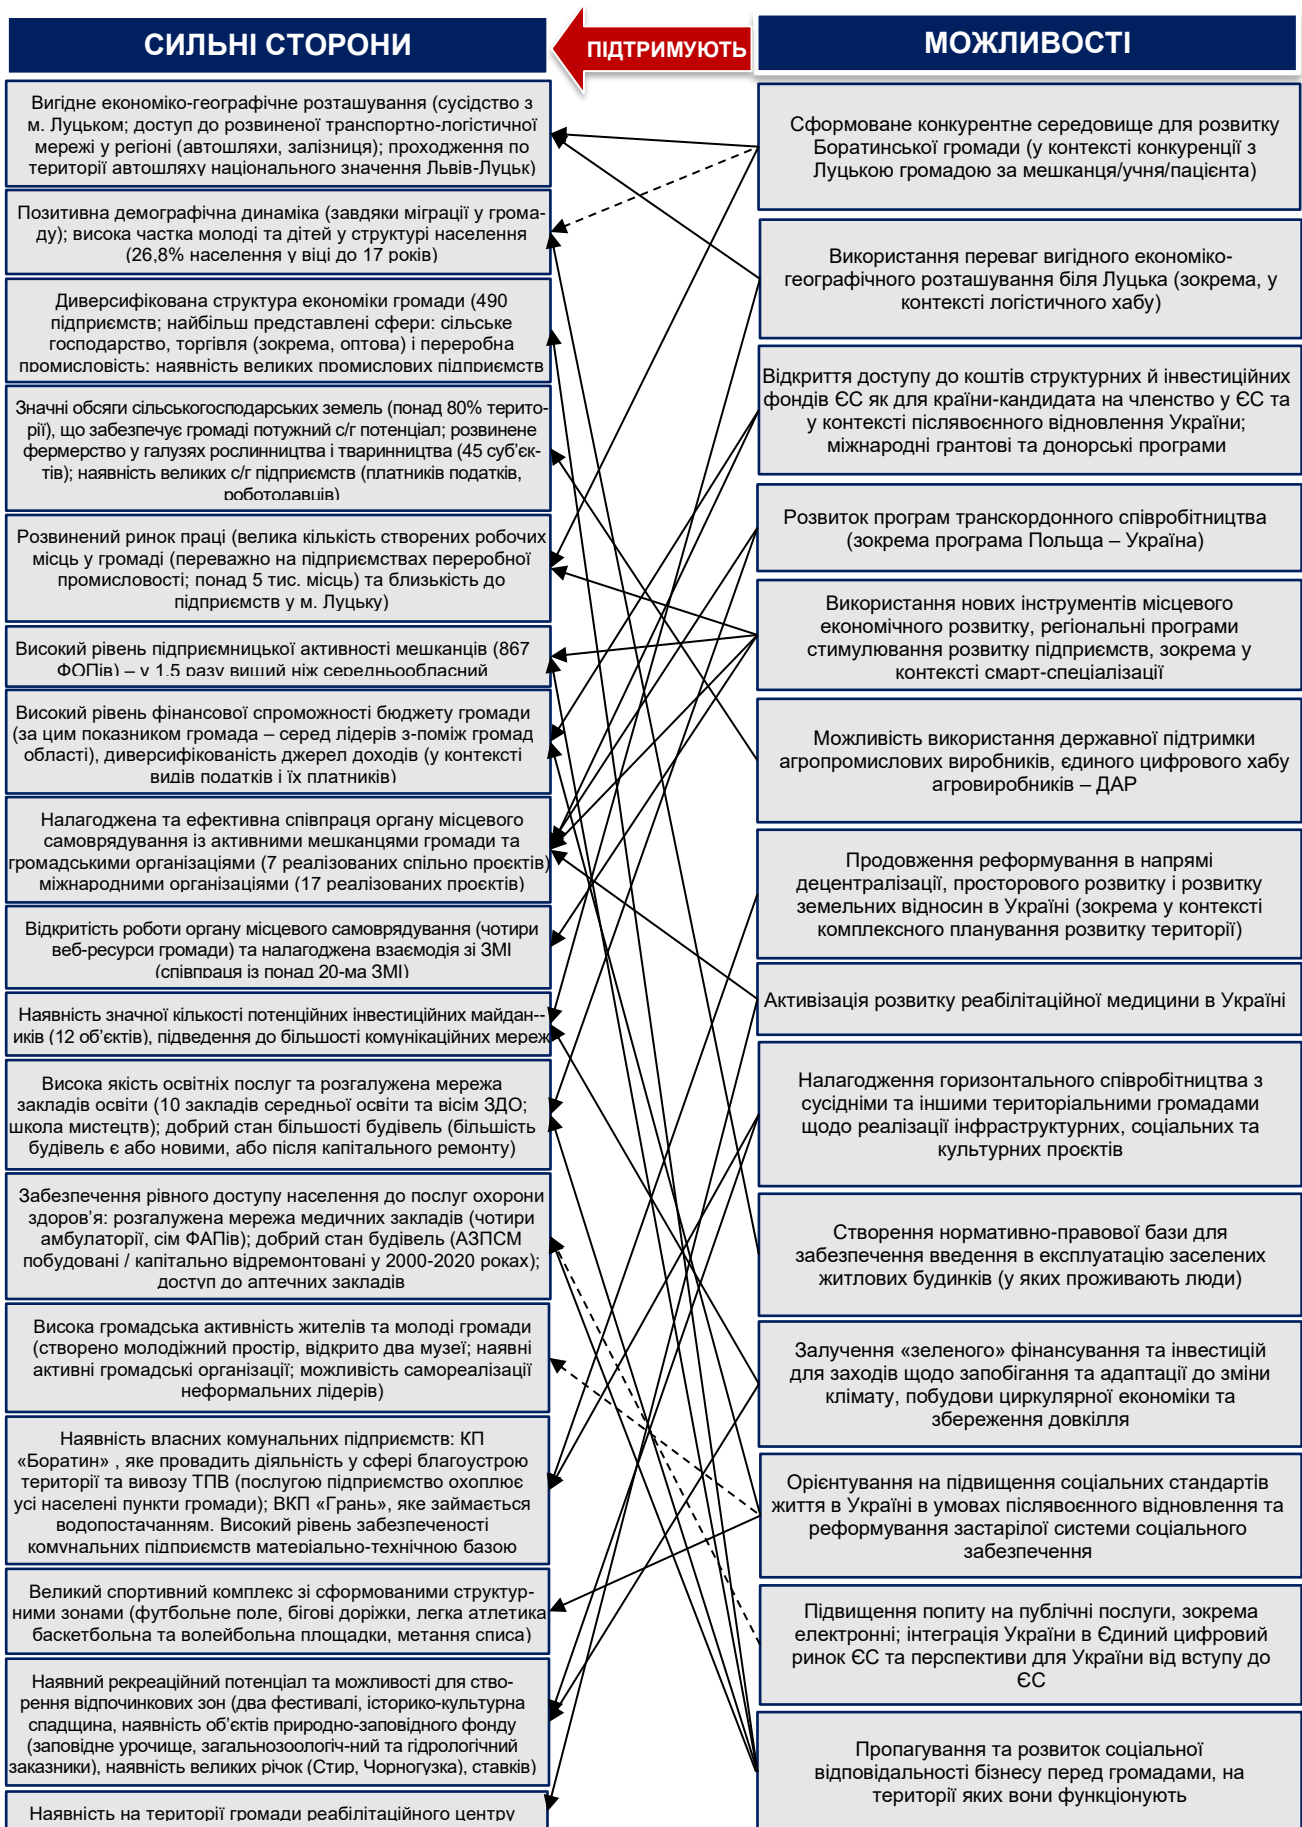 СИЛЬНІ СТОРОНИ
ПІДТРИМУЮТЬ
МОЖЛИВОСТІ
Вигідне економіко-географічне розташування (сусідство з
м. Луцьком; доступ до розвиненої транспортно-логістичної
мережі у регіоні (автошляхи, залізниця); проходження по
території автошляху національного значення Львів-Луцьк)
Позитивна демографічна динаміка (завдяки міграції у грома-
ду); висока частка молоді та дітей у структурі населення
(26,8% населення у віці до 17 років)
Диверсифікована структура економіки громади (490
підприємств; найбільш представлені сфери: сільське
господарство, торгівля (зокрема, оптова) і переробна
промисловість: наявність великих промислових підприємств
Значні обсяги сільськогосподарських земель (понад 80% терито-
рії), що забезпечує громаді потужний с/г потенціал; розвинене
фермерство у галузях рослинництва і тваринництва (45 суб'єк-
тів); наявність великих с/г підприємств (платників податків,
роботодавців)
Розвинений ринок праці (велика кількість створених робочих
місць у громаді (переважно на підприємствах переробної
промисловості; понад 5 тис. місць) та близькість до
підприємств у м. Луцьку)
Високий рівень підприємницької активності мешканців (867
ФОПів) – у 1,5 разу вищий ніж середньообласний
Високий рівень фінансової спроможності бюджету громади
(за цим показником громада – серед лідерів з-поміж громад
області), диверсифікованість джерел доходів (у контексті
видів податків і їх платників)
Налагоджена та ефективна співпраця органу місцевого
самоврядування із активними мешканцями громади та
громадськими організаціями (7 реалізованих спільно проєктів)
міжнародними організаціями (17 реалізованих проєктів)
Відкритість роботи органу місцевого самоврядування (чотири
веб-ресурси громади) та налагоджена взаємодія зі ЗМІ
(співпраця із понад 20-ма ЗМІ)
Наявність значної кількості потенційних інвестиційних майдан--
иків (12 об'єктів), підведення до більшості комунікаційних мереж
Висока якість освітніх послуг та розгалужена мережа
закладів освіти (10 закладів середньої освіти та вісім ЗДО;
школа мистецтв); добрий стан більшості будівель (більшість
будівель є або новими, або після капітального ремонту)
Забезпечення рівного доступу населення до послуг охорони
здоров'я: розгалужена мережа медичних закладів (чотири
амбулаторії, сім ФАПів); добрий стан будівель (АЗПСМ
побудовані / капітально відремонтовані у 2000-2020 роках);
доступ до аптечних закладів
Висока громадська активність жителів та молоді громади
(створено молодіжний простір, відкрито два музеї; наявні
активні громадські організації; можливість самореалізації
неформальних лідерів)
Наявність власних комунальних підприємств: КП
«Боратин» , яке провадить діяльність у сфері благоустрою
території та вивозу ТПВ (послугою підприємство охоплює
усі населені пункти громади); ВКП «Грань», яке займається
водопостачанням. Високий рівень забезпеченості
комунальних підприємств матеріально-технічною базою
Великий спортивний комплекс зі сформованими структур-
ними зонами (футбольне поле, бігові доріжки, легка атлетика
баскетбольна та волейбольна площадки, метання списа)
Наявний рекреаційний потенціал та можливості для ство-
рення відпочинкових зон (два фестивалі, історико-культурна
спадщина, наявність об'єктів природно-заповідного фонду
(заповідне урочище, загальнозоологіч-ний та гідрологічний
заказники), наявність великих річок (Стир, Чорногузка), ставків)
Наявність на території громади реабілітаційного центру
Сформоване конкурентне середовище для розвитку
Боратинської громади (у контексті конкуренції з
Луцькою громадою за мешканця/учня/пацієнта)
Використання переваг вигідного економіко-
географічного розташування біля Луцька (зокрема, у
контексті логістичного хабу)
Відкриття доступу до коштів структурних й інвестиційних
фондів ЄС як для країни-кандидата на членство у ЄС та
у контексті післявоєнного відновлення України;
міжнародні грантові та донорські програми
Розвиток програм транскордонного співробітництва
(зокрема програма Польща – Україна)
Використання нових інструментів місцевого
економічного розвитку, регіональні програми
стимулювання розвитку підприємств, зокрема у
контексті смарт-спеціалізації
Можливість використання державної підтримки
агропромислових виробників, єдиного цифрового хабу
агровиробників – ДАР
Продовження реформування в напрямі
децентралізації, просторового розвитку і розвитку
земельних відносин в Україні (зокрема у контексті
комплексного планування розвитку території)
Активізація розвитку реабілітаційної медицини в Україні
Налагодження горизонтального співробітництва з
сусідніми та іншими територіальними громадами
щодо реалізації інфраструктурних, соціальних та
культурних проєктів
Створення нормативно-правової бази для
забезпечення введення в експлуатацію заселених
житлових будинків (у яких проживають люди)
Залучення «зеленого» фінансування та інвестицій
для заходів щодо запобігання та адаптації до зміни
клімату, побудови циркулярної економіки та
збереження довкілля
Орієнтування на підвищення соціальних стандартів
життя в Україні в умовах післявоєнного відновлення та
реформування застарілої системи соціального
забезпечення
Підвищення попиту на публічні послуги, зокрема
електронні; інтеграція України в Єдиний цифровий
ринок ЄС та перспективи для України від вступу до
ЄС
Пропагування та розвиток соціальної
відповідальності бізнесу перед громадами, на
території яких вони функціонують